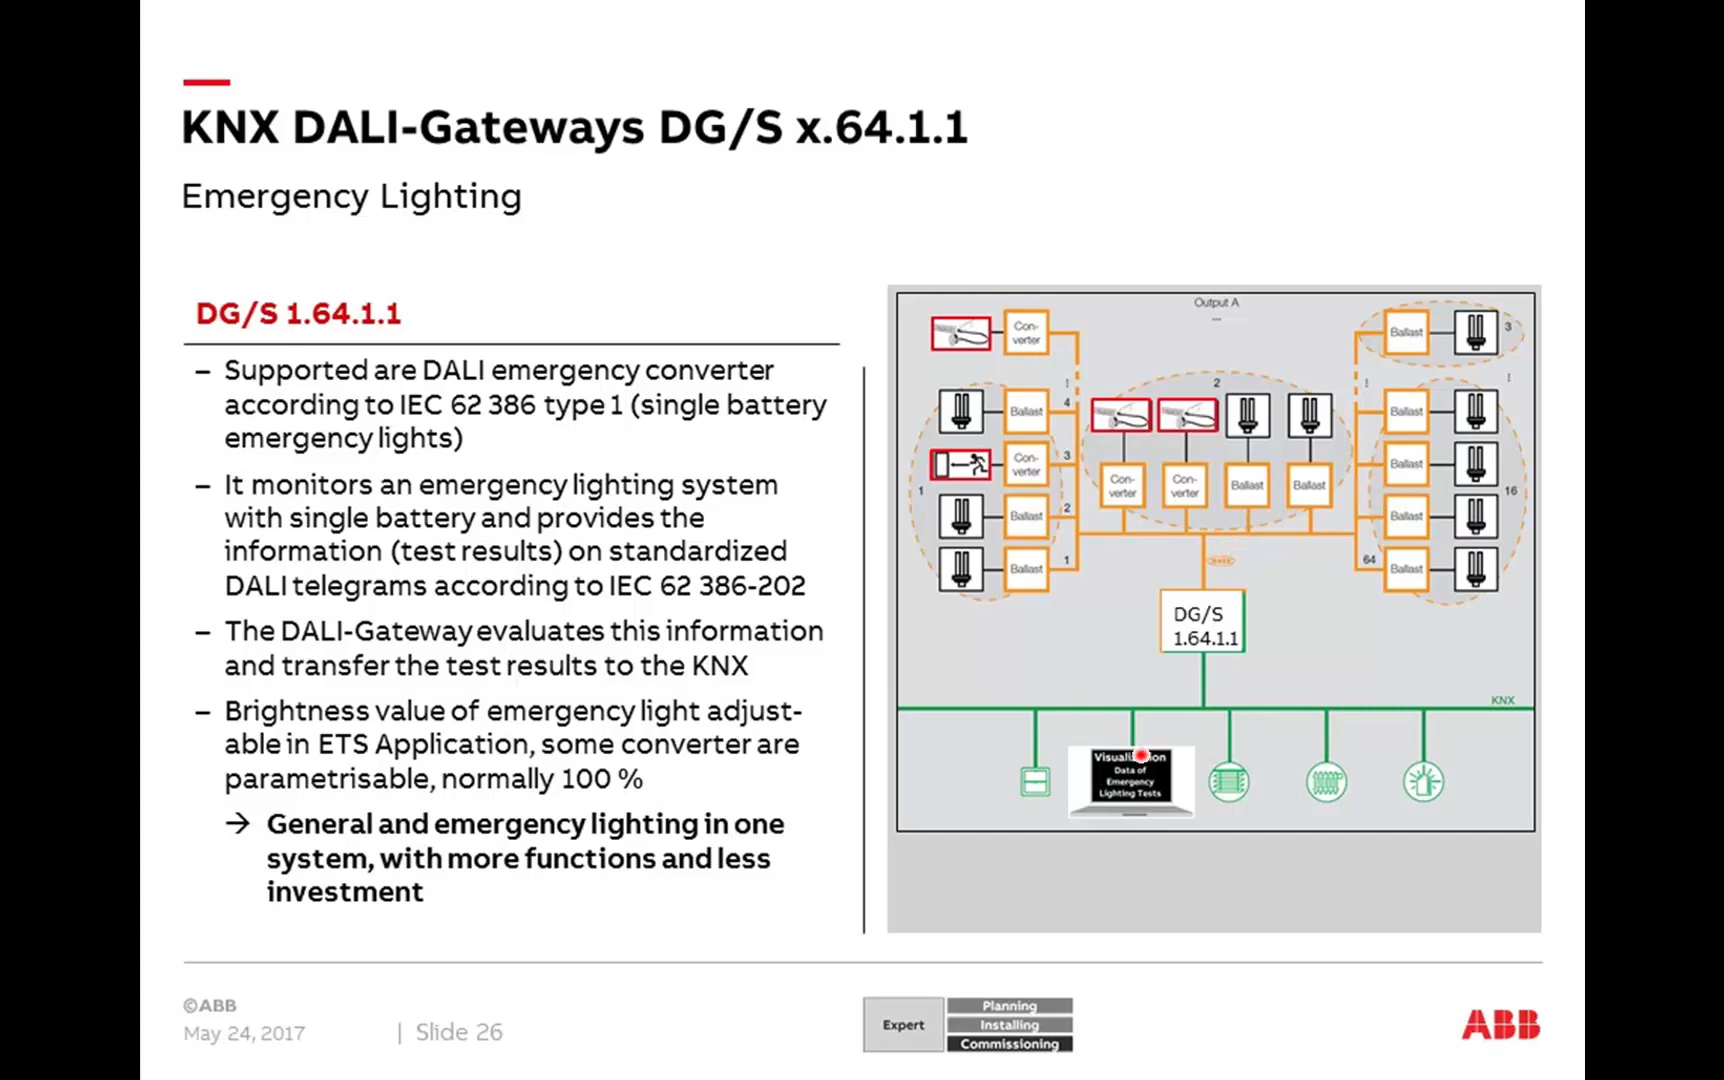 KNX DALI-Gateways DG/S x.64.1.1
Emergency Lighting
DG/S 1.64.1.1
– Supported are DALI emergency converter
according to IEC 62 386 type 1 (single battery
emergency lights)
– It monitors an emergency lighting system
with single battery and provides the
information (test results) on standardized
DALI telegrams according to IEC 62 386-202
– The DALI-Gateway evaluates this information
and transfer the test results to the KNX
– Brightness value of emergency light adjust-
able in ETS Application, some converter are
parametrisable, normally 100 %
→ General and emergency lighting in one
system, with more functions and less
investment
Output A
...
Con-
verter
Ballast
3
!
4
Ballast
2
!
!
Ballast
Con-
verter
3
1
Ballast
2
Ballast
1
Con-
verter
Con-
verter
Ballast
Ballast
Ballast
Ballast
16
Ballast
64
Ballast
DG/S
1.64.1.1
KNX
Data of
Emergency
Lighting Tests
©ABB
May 24, 2017
| Slide 26
Expert
Planning
Installing
Commissioning
ABB